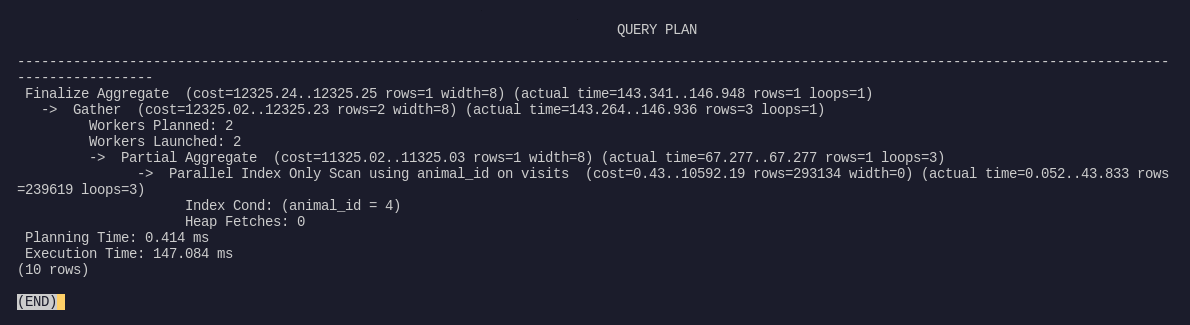 QUERY PLAN
------------------------------------------------------------------------------------------------------------------------------------------------
-----------------
Finalize Aggregate  (cost=12325.24..12325.25 rows=1 width=8) (actual time=143.341..146.948 rows=1 loops=1)
->  Gather  (cost=12325.02..12325.23 rows=2 width=8) (actual time=143.264..146.936 rows=3 loops=1)
Workers Planned: 2
Workers Launched: 2
->  Partial Aggregate  (cost=11325.02..11325.03 rows=1 width=8) (actual time=67.277..67.277 rows=1 loops=3)
->  Parallel Index Only Scan using animal_id on visits  (cost=0.43..10592.19 rows=293134 width=0) (actual time=0.052..43.833 rows
=239619 loops=3)
Index Cond: (animal_id = 4)
Heap Fetches: 0
Planning Time: 0.414 ms
Execution Time: 147.084 ms
(10 rows)
(END)